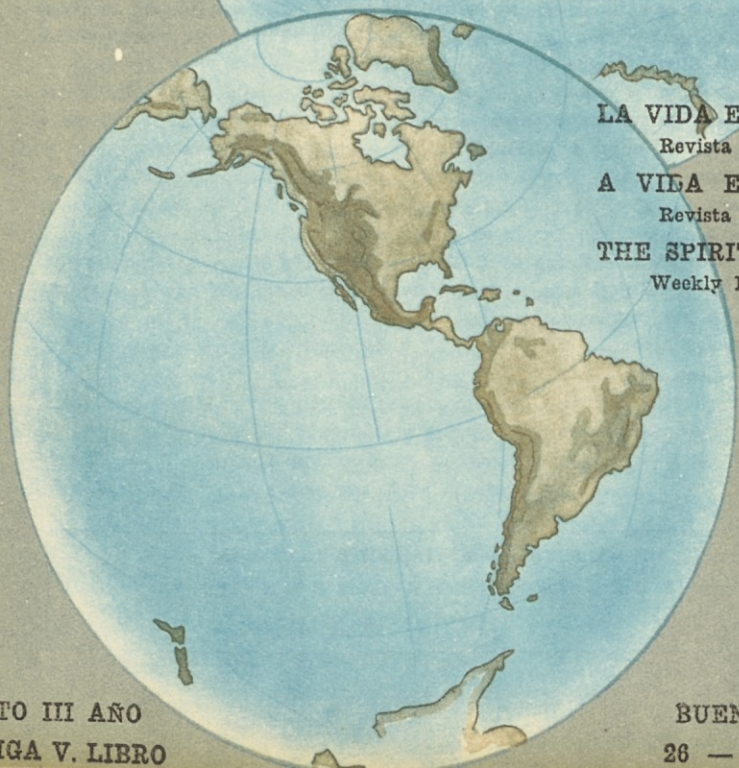 LA VIDA E
Revista
A VIDA E
Revista
THE SPIRIT
Weekly
TO III AÑO
IGA V. LIBRO
BUEN
26 —